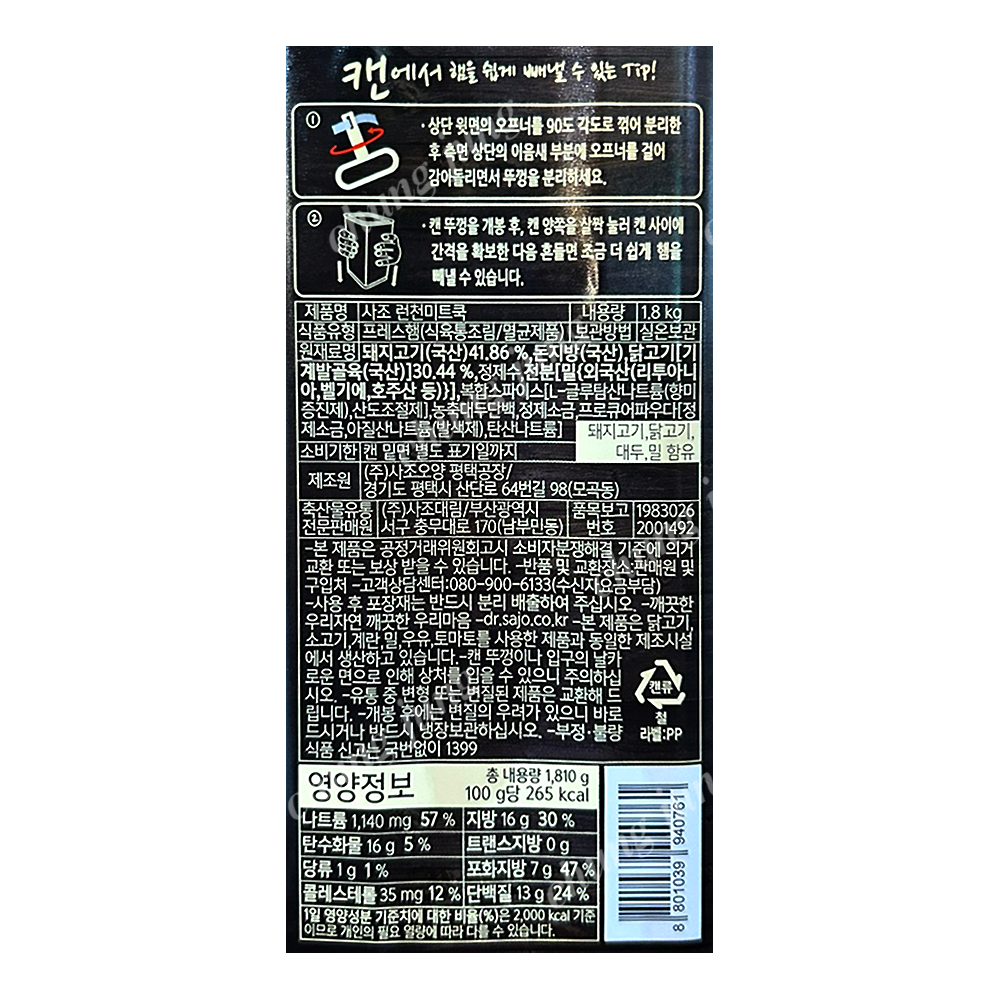 캔에서 햄을 쉽게 빼낼 수 있는 Tip!
①
· 상단 윗면의 오프너를 90도 각도로 꺾어 분리한
후 측면 상단의 이음새 부분에 오프너를 걸어
감아돌리면서 뚜껑을 분리하세요.
②
· 캔 뚜껑을 개봉 후, 캔 양쪽을 살짝 눌러 캔 사이에
간격을 확보한 다음 흔들면 조금 더 쉽게 햄을
빼낼 수 있습니다.
제품명 사조 런천미트쿡 내용량 1.8 kg
식품유형 프레스햄(식육통조림/멸균제품) 보관방법 실온보관
원재료명 돼지고기(국산)41.86 %,돈지방(국산),닭고기[기
계발골육(국산)]30.44 %,정제수,전분[밀{외국산(리투아니
아,벨기에,호주산 등)}],복합스파이스[L-글루탐산나트륨(향미
증진제),산도조절제],농축대두단백,정제소금,프로큐어파우다[정
제소금,아질산나트륨(발색제),탄산나트륨]
돼지고기,닭고기,
대두,밀 함유
소비기한 캔 밑면 별도 표기일까지
제조원 (주)사조오양 평택공장/
경기도 평택시 산단로 64번길 98(모곡동)
축산물유통 전문판매원 (주)사조대림/부산광역시
서구 충무대로 170(남부민동)
품목보고 번호 1983026
2001492
-본 제품은 공정거래위원회고시 소비자분쟁해결 기준에 의거
교환 또는 보상 받을 수 있습니다. -반품 및 교환장소:판매원 및
구입처 -고객상담센터:080-900-6133(수신자요금부담)
-사용 후 포장재는 반드시 분리 배출하여 주십시오. -깨끗한
우리자연 깨끗한 우리마음 -dr.sajo.co.kr -본 제품은 닭고기,
소고기,계란,밀,우유,토마토를 사용한 제품과 동일한 제조시설
에서 생산하고 있습니다.-캔 뚜껑이나 입구의 날카
로운 면으로 인해 상처를 입을 수 있으니 주의하십
시오. -유통 중 변형 또는 변질된 제품은 교환해 드
립니다. -개봉 후에는 변질의 우려가 있으니 바로
드시거나 반드시 냉장보관하십시오. -부정·불량
식품 신고는 국번없이 1399
캔류
철
라벨:PP
영양정보
총 내용량 1,810 g
100 g당 265 kcal
나트륨 1,140 mg 57 % 지방 16 g 30 %
탄수화물 16 g 5 % 트랜스지방 0 g
당류 1 g 1 % 포화지방 7 g 47 %
콜레스테롤 35 mg 12 % 단백질 13 g 24 %
1일 영양성분 기준치에 대한 비율(%)은 2,000 kcal 기준
이므로 개인의 필요 열량에 따라 다를 수 있습니다.
8 801039 940761
chung jung